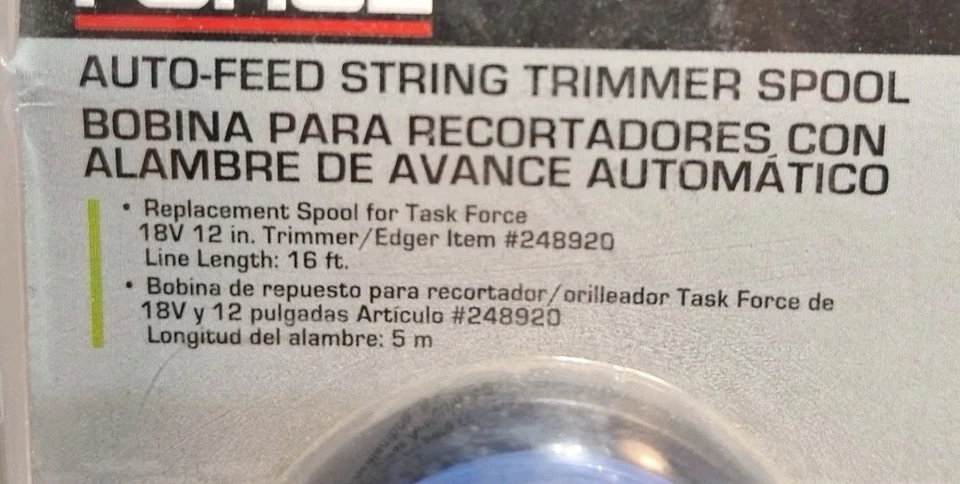 AUTO-FEED STRING TRIMMER SPOOL
BOBINA PARA RECORTADORES CON
ALAMBRE DE AVANCE AUTOMÁTICO
• Replacement Spool for Task Force
18V 12 in. Trimmer/Edger Item #248920
Line Length: 16 ft.
• Bobina de repuesto para recortador/orilleador Task Force de
18V y 12 pulgadas Artículo #248920
Longitud del alambre: 5 m